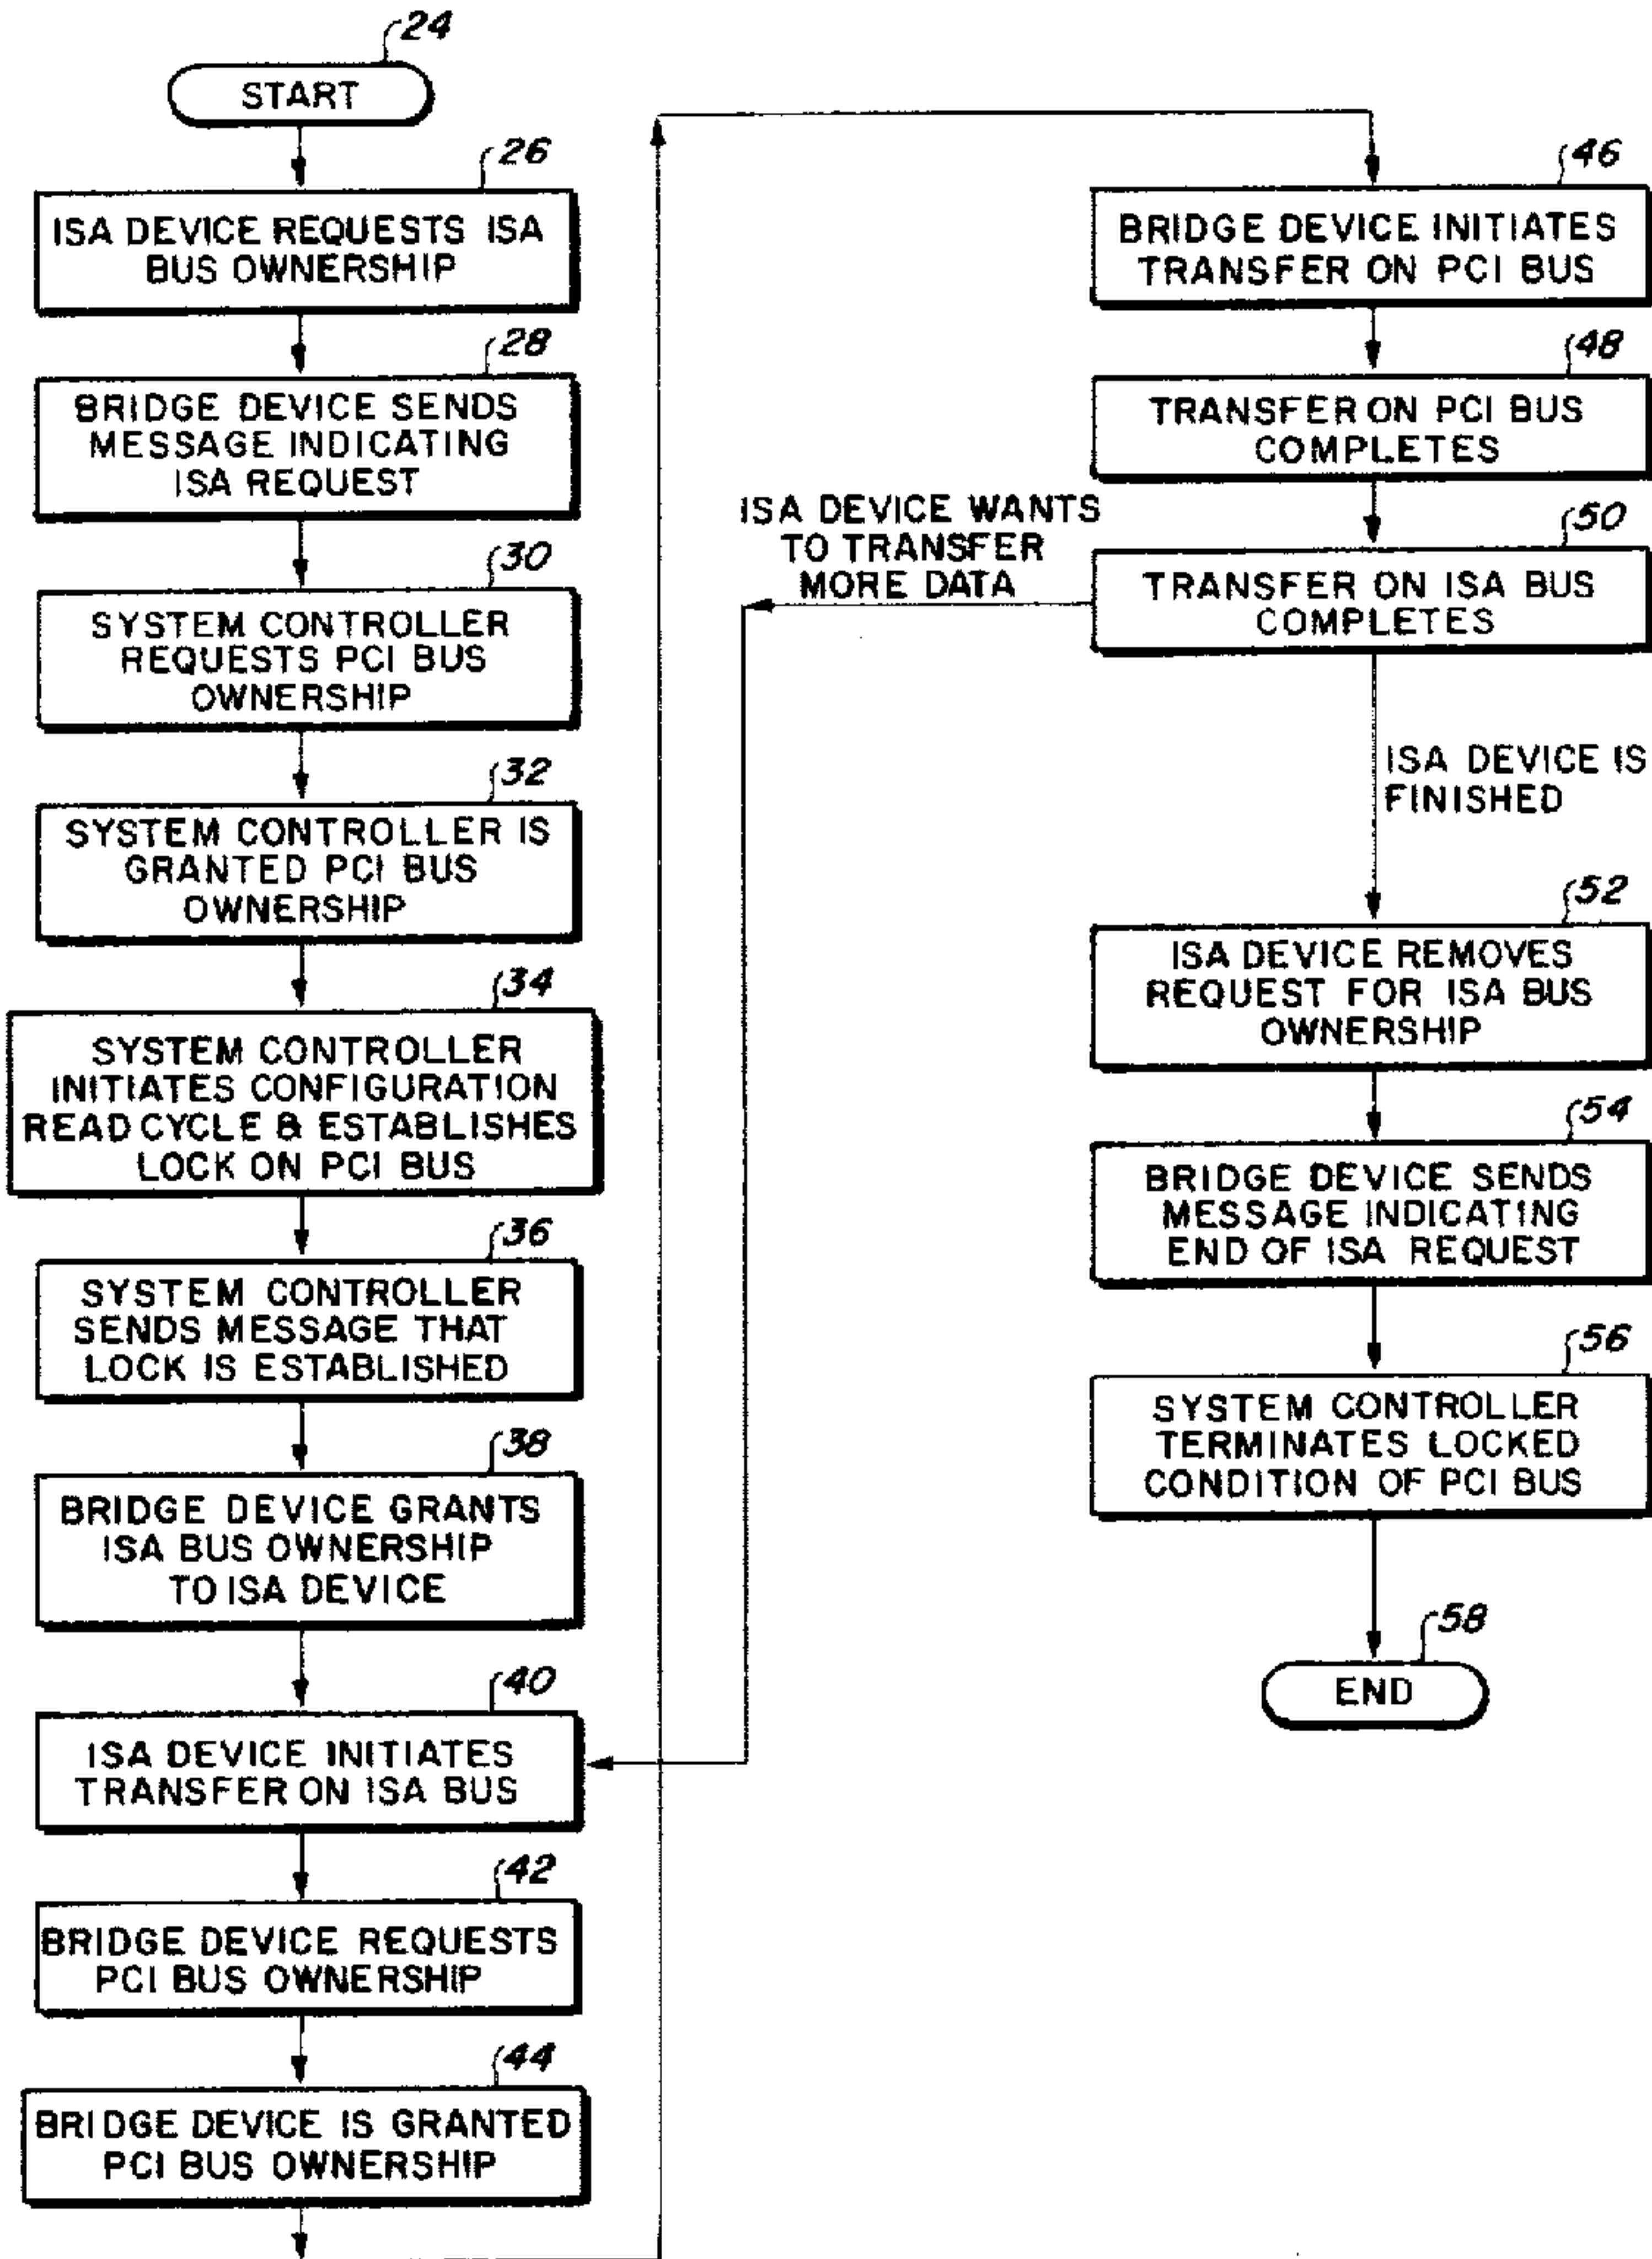 24
START
26
ISA DEVICE REQUESTS ISA
BUS OWNERSHIP
28
BRIDGE DEVICE SENDS
MESSAGE INDICATING
ISA REQUEST
30
SYSTEM CONTROLLER
REQUESTS PCI BUS
OWNERSHIP
32
SYSTEM CONTROLLER IS
GRANTED PCI BUS
OWNERSHIP
34
SYSTEM CONTROLLER
INITIATES CONFIGURATION
READ CYCLE & ESTABLISHES
LOCK ON PCI BUS
36
SYSTEM CONTROLLER
SENDS MESSAGE THAT
LOCK IS ESTABLISHED
38
BRIDGE DEVICE GRANTS
ISA BUS OWNERSHIP
TO ISA DEVICE
40
ISA DEVICE INITIATES
TRANSFER ON ISA BUS
42
BRIDGE DEVICE REQUESTS
PCI BUS OWNERSHIP
44
BRIDGE DEVICE IS GRANTED
PCI BUS OWNERSHIP
46
BRIDGE DEVICE INITIATES
TRANSFER ON PCI BUS
48
TRANSFER ON PCI BUS
COMPLETES
50
TRANSFER ON ISA BUS
COMPLETES
ISA DEVICE WANTS
TO TRANSFER
MORE DATA
ISA DEVICE IS
FINISHED
52
ISA DEVICE REMOVES
REQUEST FOR ISA BUS
OWNERSHIP
54
BRIDGE DEVICE SENDS
MESSAGE INDICATING
END OF ISA REQUEST
56
SYSTEM CONTROLLER
TERMINATES LOCKED
CONDITION OF PCI BUS
58
END